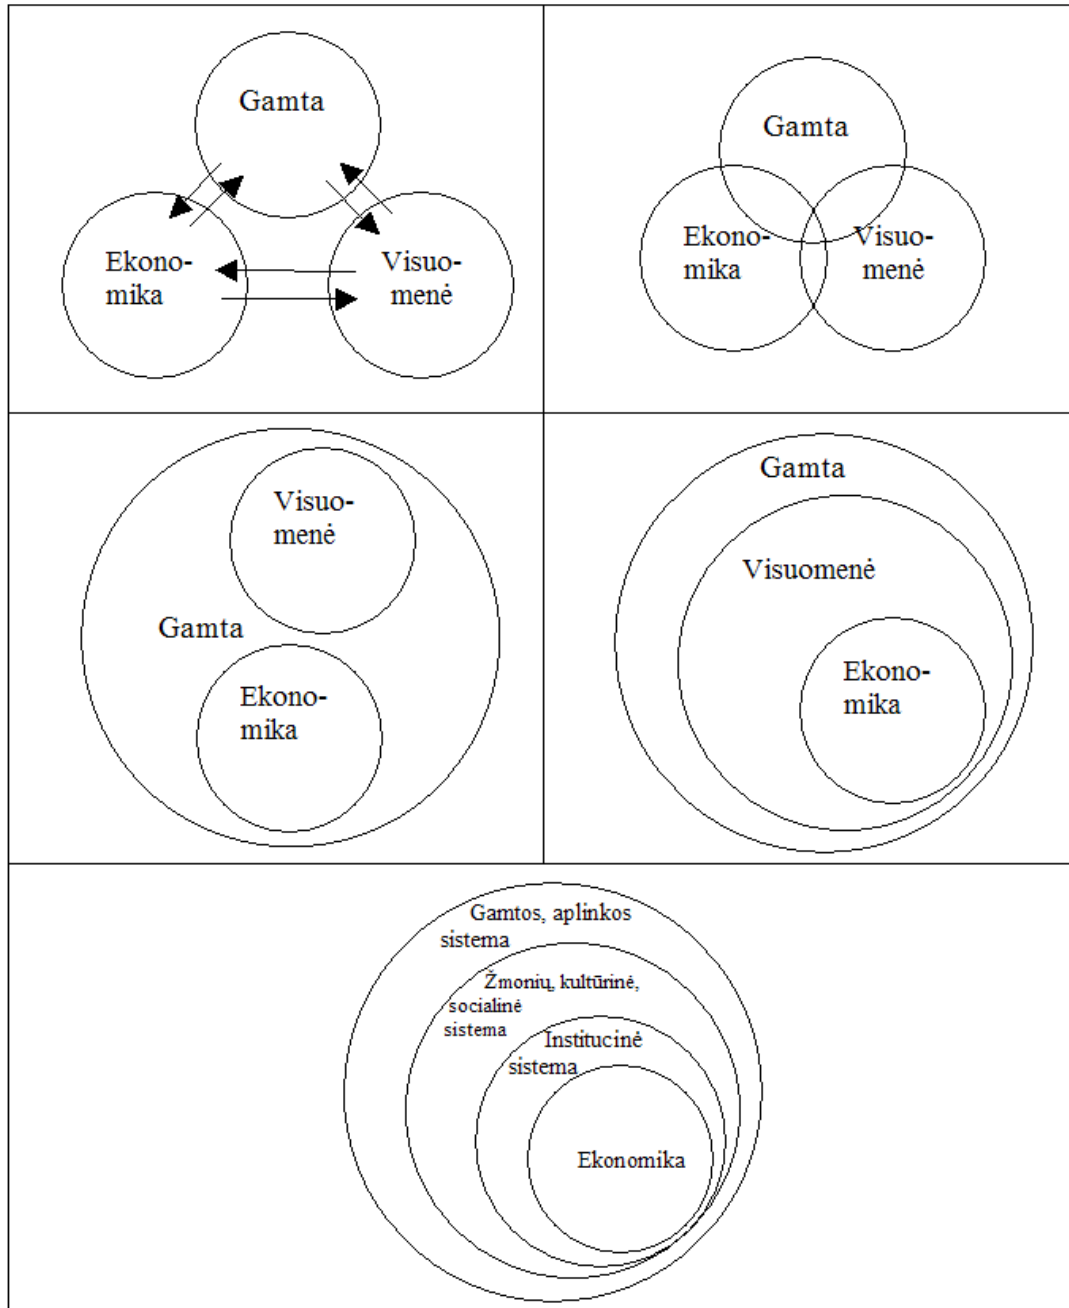 Gamta
Ekono-
mika
Visuo-
menė
Gamta
Ekono-
mika
Visuo-
menė
Visuo-
menė
Gamta
Ekono-
mika
Gamta
Visuomenė
Ekono-
mika
Gamtos, aplinkos
sistema
Žmonių, kultūrinė,
socialinė
sistema
Institucinė
sistema
Ekonomika